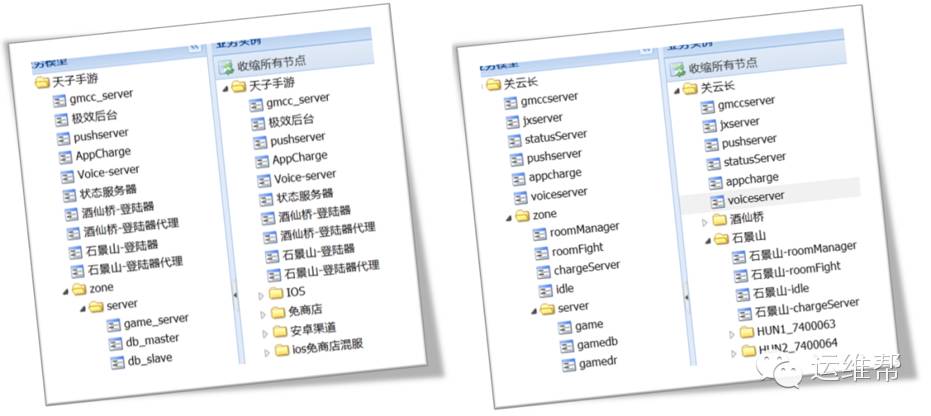 务模型
天子手游
gmcc_server
极效后台
pushserver
AppCharge
Voice-server
状态服务器
酒仙桥-登陆器
酒仙桥-登陆器代理
石景山-登陆器
石景山-登陆器代理
zone
server
game_server
db_master
db_slave
业务实例
收缩所有节点
天子手游
gmcc_server
极效后台
pushserver
AppCharge
Voice-server
状态服务器
酒仙桥-登陆器
酒仙桥-登陆器代理
石景山-登陆器
石景山-登陆器代理
IOS
免商店
安卓渠道
ios免商店混服
务模型
关云长
gmccserver
jxserver
statusServer
pushserver
appcharge
voiceserver
zone
roomManager
roomFight
chargeServer
idle
server
game
gamedb
gamedr
业务实例
收缩所有节点
关云长
gmccserver
jxserver
pushserver
statusServer
appcharge
voiceserver
酒仙桥
石景山
石景山-roomManager
石景山-roomFight
石景山-idle
石景山-chargeServer
HUN1_7400063
HUN2_7400064
运维帮